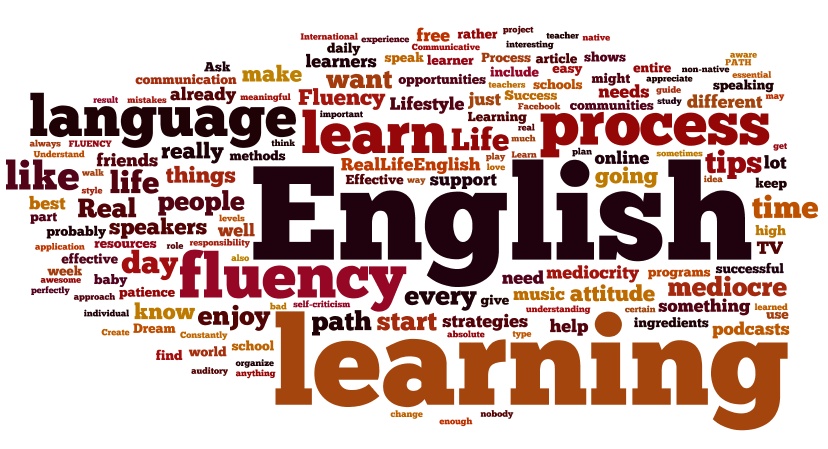 International experience free rather project teacher native
daily Communicative interesting
Ask learners speak learner Process article shows aware
communication make want opportunities include easy entire non-native PATH
result mistakes already meaningful Fluency Lifestyle just teachers schools might needs appreciate essential
Success guide speaking
language important Learning Facebook communities study different may
learn Life real process
always FLUENCY think much get
Understand friends really methods RealLifeEnglish play Learn plan online sometimes tips lot
like walk life things Effective way support love going idea keep
style
best Real people English time
part levels high
probably speakers well TV
application resources role responsibility
effective day also fluency need mediocrity programs successful
week
awesome baby every give music attitude mediocre
perfectly approach patience bad self-criticism understanding certain something learned
individual know enjoy path start strategies help ingredients use
Create Dream absolute type podcasts
Constantly
find world school learning
organize
auditory anything
change
enough nobody